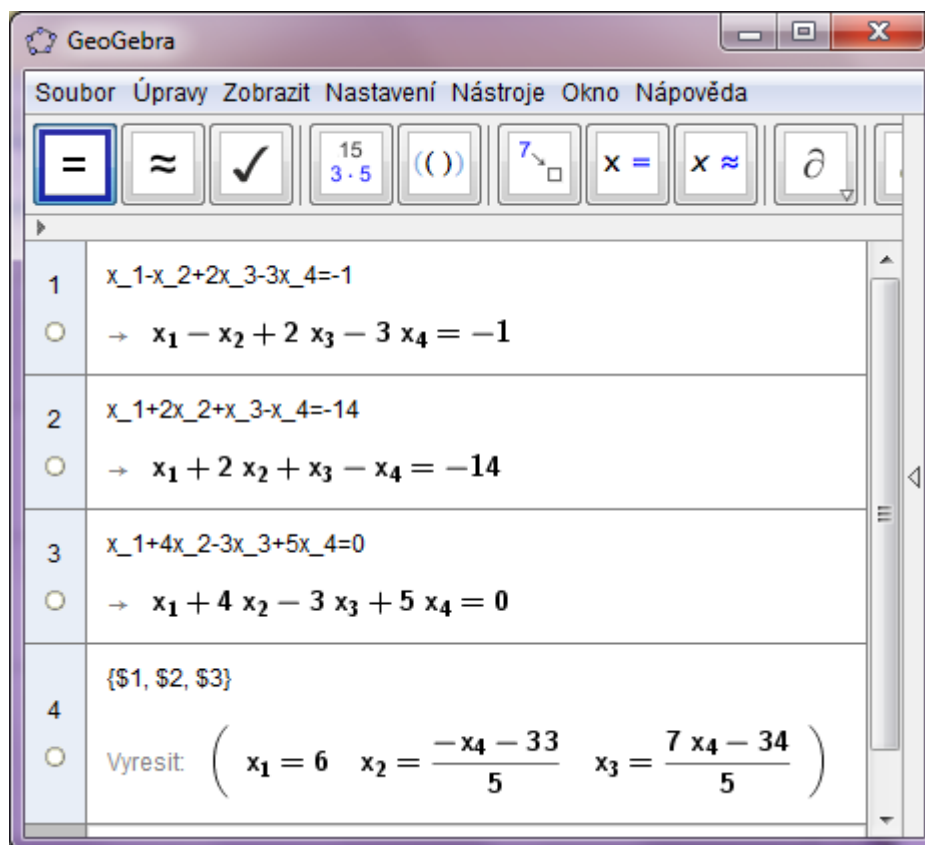 GeoGebra
Soubor Úpravy Zobrazit Nastavení Nástroje Okno Nápověda
= ≈ ✓ 15 3 · 5 (( )) 7 x = x ≈ ∂
1 x_1-x_2+2x_3-3x_4=-1
→ x₁ − x₂ + 2 x₃ − 3 x₄ = −1
2 x_1+2x_2+x_3-x_4=-14
→ x₁ + 2 x₂ + x₃ − x₄ = −14
3 x_1+4x_2-3x_3+5x_4=0
→ x₁ + 4 x₂ − 3 x₃ + 5 x₄ = 0
4 {$1, $2, $3}
Vyresit: ( x₁ = 6 x₂ = (−x₄ − 33)/5 x₃ = (7 x₄ − 34)/5 )